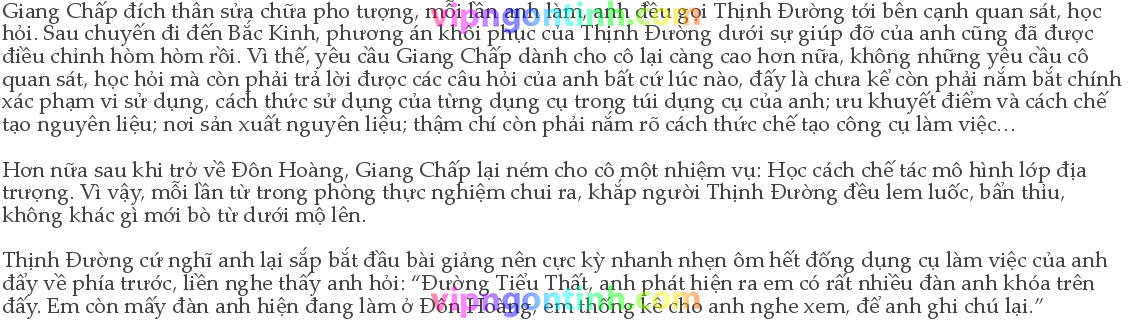 Giang Chấp đích thân sửa chữa pho tượng, mỗi lần anh làm, anh đều gọi Thịnh Đường tới bên cạnh quan sát, học
hỏi. Sau chuyến đi đến Bắc Kinh, phương án khôi phục của Thịnh Đường dưới sự giúp đỡ của anh cũng đã được
điều chỉnh hòm hòm rồi. Vì thế, yêu cầu Giang Chấp dành cho cô lại càng cao hơn nữa, không những yêu cầu cô
quan sát, học hỏi mà còn phải trả lời được các câu hỏi của anh bất cứ lúc nào, đấy là chưa kể còn phải nắm bắt chính
xác phạm vi sử dụng, cách thức sử dụng của từng dụng cụ trong túi dụng cụ của anh; ưu khuyết điểm và cách chế
tạo nguyên liệu; nơi sản xuất nguyên liệu; thậm chí còn phải nắm rõ cách thức chế tạo công cụ làm việc…
Hơn nữa sau khi trở về Đôn Hoàng, Giang Chấp lại ném cho cô một nhiệm vụ: Học cách chế tác mô hình lớp địa
trượng. Vì vậy, mỗi lần từ trong phòng thực nghiệm chui ra, khắp người Thịnh Đường đều lem luốc, bẩn thỉu,
không khác gì mới bò từ dưới mộ lên.
Thịnh Đường cứ nghĩ anh lại sắp bắt đầu bài giảng nên cực kỳ nhanh nhẹn ôm hết đống dụng cụ làm việc của anh
đẩy về phía trước, liền nghe thấy anh hỏi: “Đường Tiểu Thất, anh phát hiện ra em có rất nhiều đàn anh khóa trên
đấy. Em còn mấy đàn anh hiện đang làm ở Đôn Hoàng, em thống kê cho anh nghe xem, để anh ghi chú lại.”
vipngontinh.com
vipngontinh.com